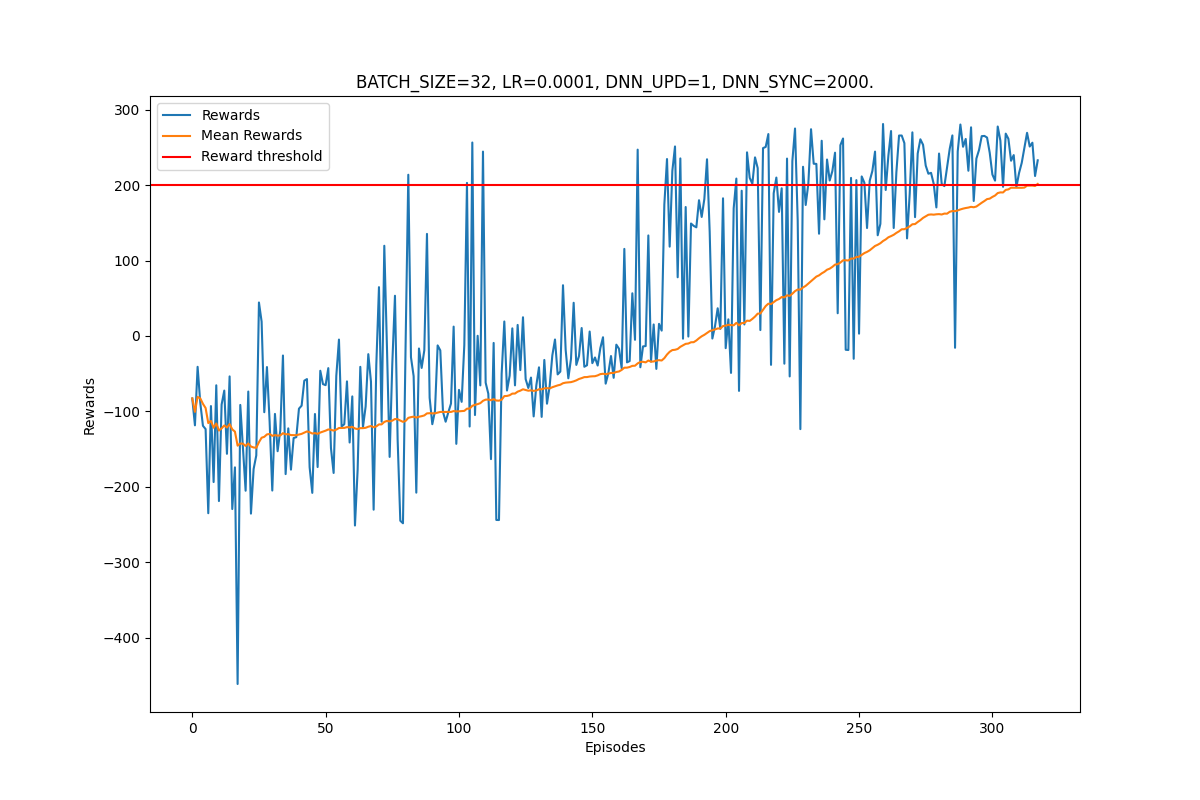 BATCH_SIZE=32, LR=0.0001, DNN_UPD=1, DNN_SYNC=2000.
Rewards
Mean Rewards
Reward threshold
300
200
100
0
−100
−200
−300
−400
Rewards
0 50 100 150 200 250 300
Episodes